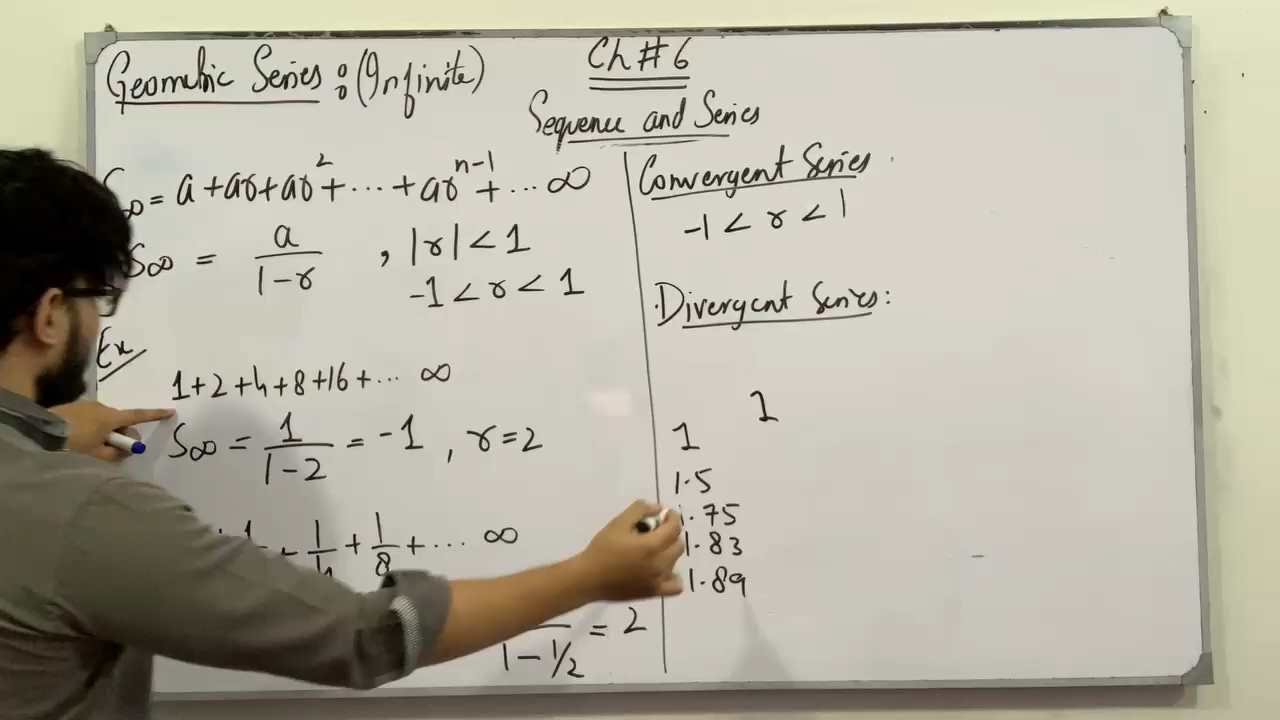 Ch # 6
Geometric Series : (Infinite)
Sequence and Series
S∞ = a + ar + ar² + ... + arⁿ⁻¹ + ... ∞
S∞ = a/(1-r) , |r| < 1
-1 < r < 1
Ex
1 + 2 + 4 + 8 + 16 + ... ∞
S∞ = 1/(1-2) = -1 , r = 2
+ 1/4 + 1/8 + ... ∞
1 - 1/2 = 2
Convergent Series
-1 < r < 1
Divergent Series :
1
1
1.5
1.75
1.83
1.89